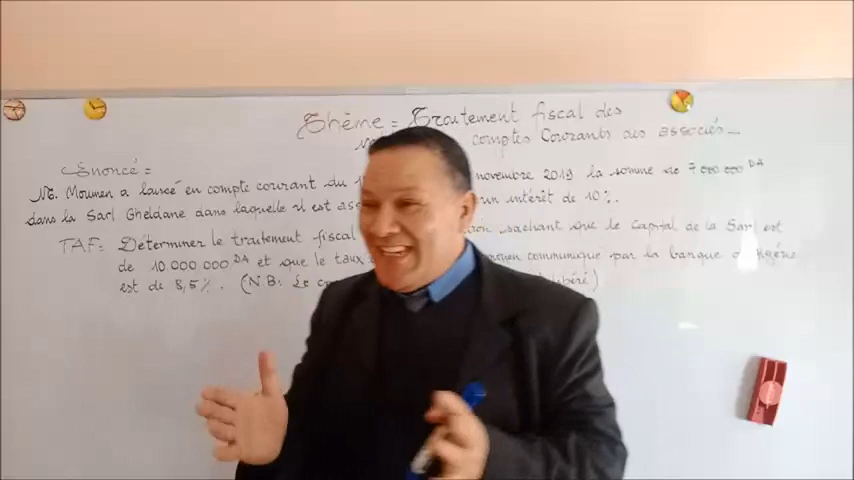 Thème = Traitement fiscal des
comptes Courants des associés
Enoncé =
M. Moumen a lancé en compte courant du novembre 2019 la somme de 7 000 000 DA
dans la Sarl Gheldane dans laquelle il est un intérêt de 10%.
TAF = Déterminer le traitement fiscal sachant que le Capital de la Sarl est
de 10 000 000 DA et que le taux moyen communiqué par la banque d'Algérie
est de 8,5%. (N.B: Le libéré)